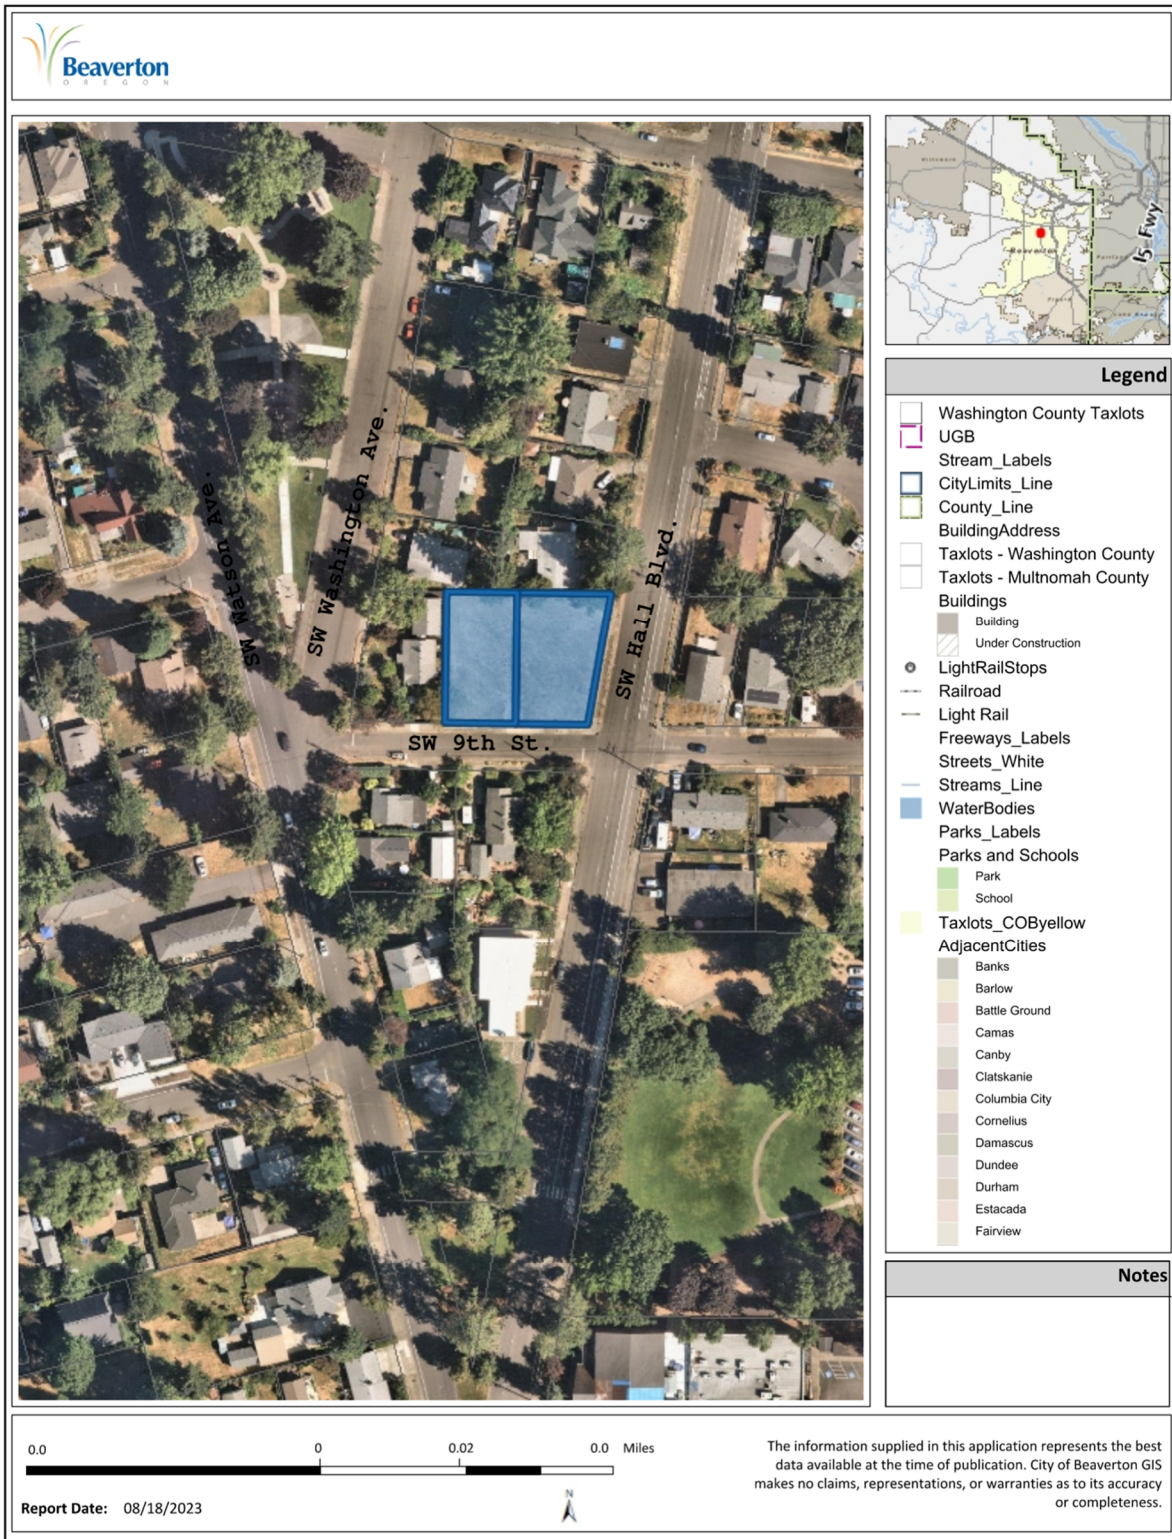 Beaverton
OREGON
SW Watson Ave.
SW Washington Ave.
SW Hall Blvd.
SW 9th St.
Beaverton
I5 Fwy
Legend
Washington County Taxlots
UGB
Stream_Labels
CityLimits_Line
County_Line
BuildingAddress
Taxlots - Washington County
Taxlots - Multnomah County
Buildings
Building
Under Construction
LightRailStops
Railroad
Light Rail
Freeways_Labels
Streets_White
Streams_Line
WaterBodies
Parks_Labels
Parks and Schools
Park
School
Taxlots_COByellow
AdjacentCities
Banks
Barlow
Battle Ground
Camas
Canby
Clatskanie
Columbia City
Cornelius
Damascus
Dundee
Durham
Estacada
Fairview
Notes
0.0 0 0.02 0.0 Miles
Report Date: 08/18/2023
N
The information supplied in this application represents the best
data available at the time of publication. City of Beaverton GIS
makes no claims, representations, or warranties as to its accuracy
or completeness.